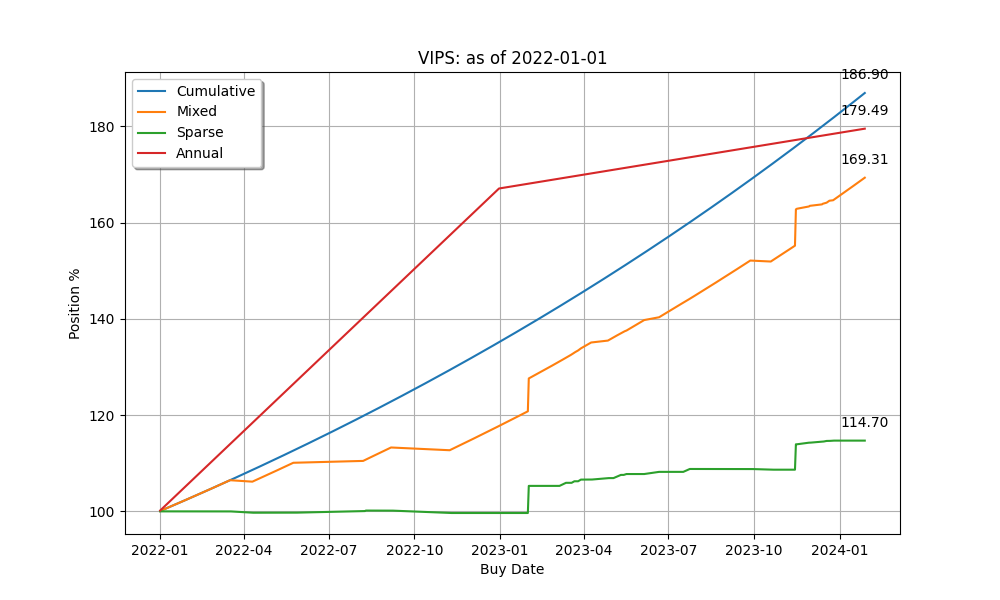 VIPS: as of 2022-01-01
Cumulative
Mixed
Sparse
Annual
186.90
179.49
169.31
114.70
Position %
180
160
140
120
100
2022-01
2022-04
2022-07
2022-10
2023-01
2023-04
2023-07
2023-10
2024-01
Buy Date